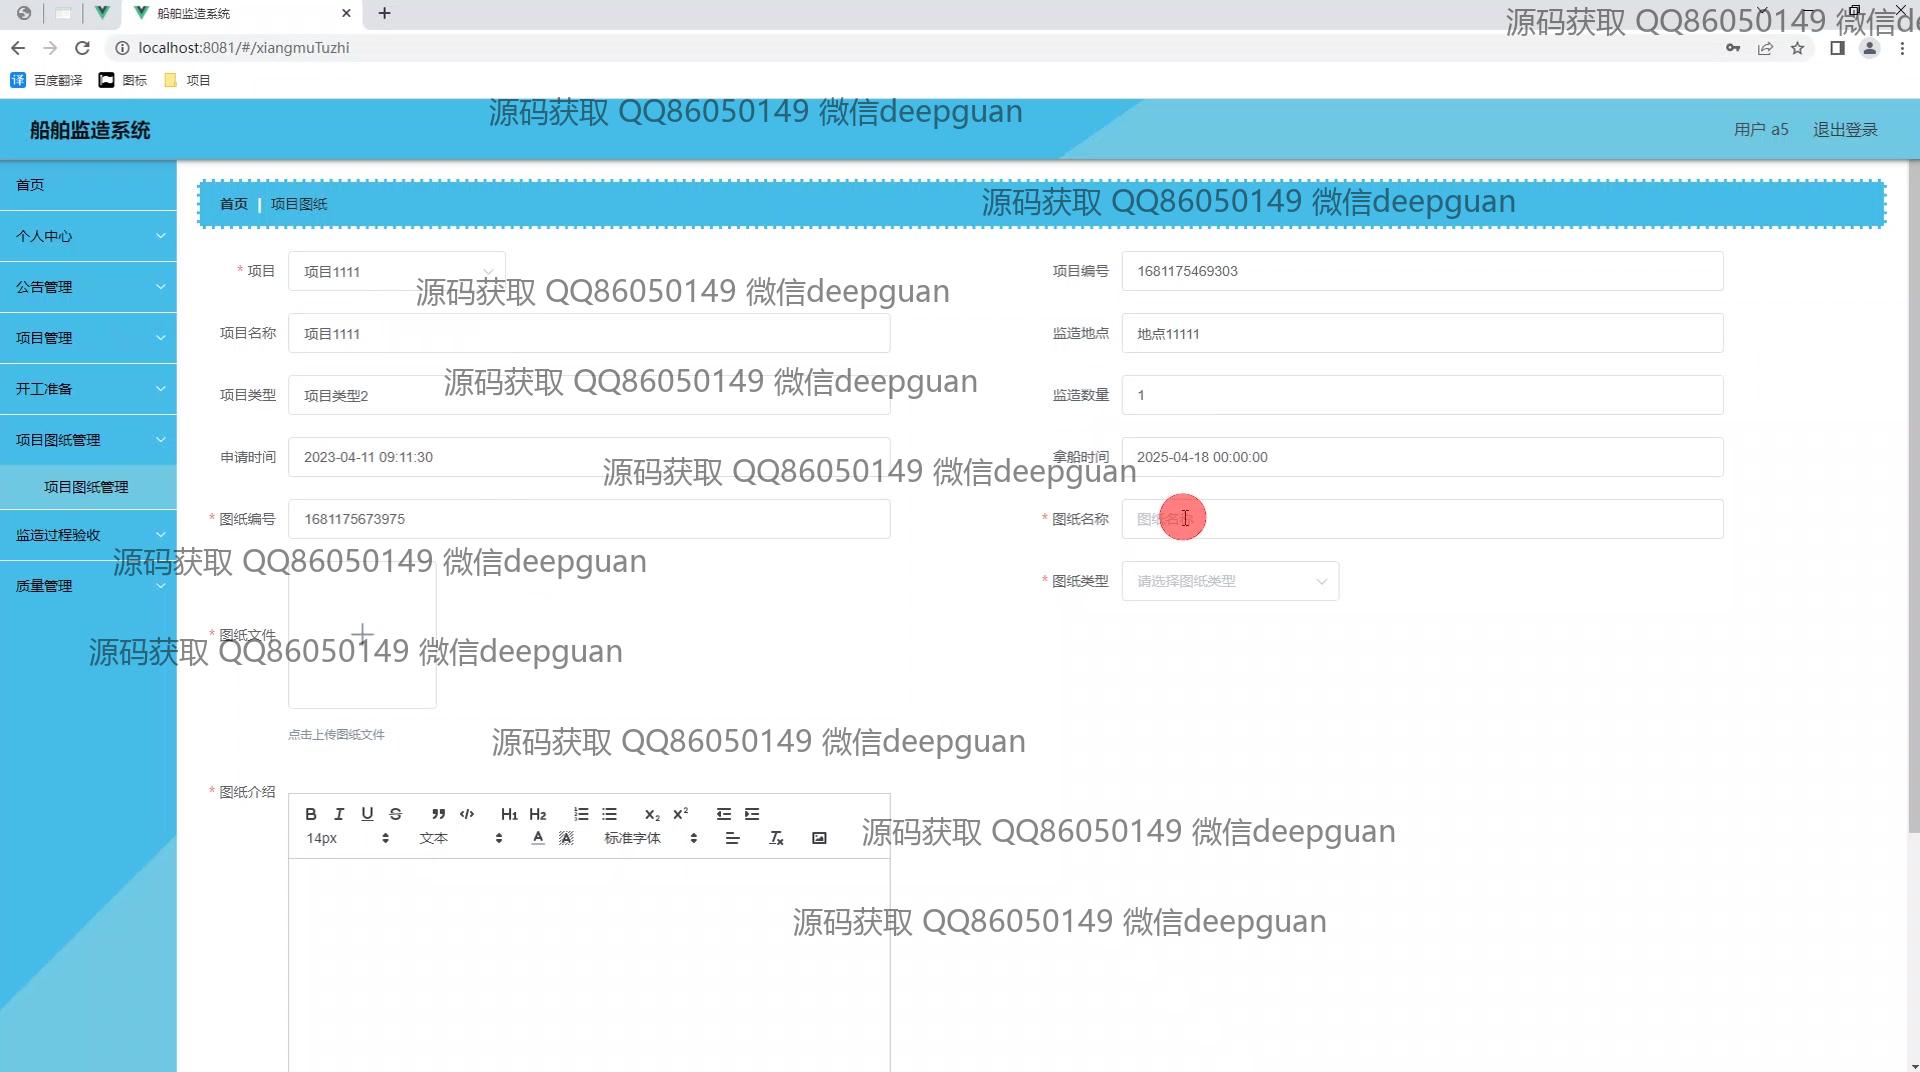 船舶监造系统
源码获取 QQ86050149 微信de
localhost:8081/#/xiangmuTuzhi
译 百度翻译 图标 项目
源码获取 QQ86050149 微信deepguan
船舶监造系统
用户 a5 退出登录
首页
个人中心
公告管理
项目管理
开工准备
项目图纸管理
项目图纸管理
监造过程验收
质量管理
首页 | 项目图纸
源码获取 QQ86050149 微信deepguan
* 项目 项目1111
项目编号 1681175469303
源码获取 QQ86050149 微信deepguan
项目名称 项目1111
监造地点 地点11111
源码获取 QQ86050149 微信deepguan
项目类型 项目类型2
监造数量 1
申请时间 2023-04-11 09:11:30
拿船时间 2025-04-18 00:00:00
源码获取 QQ86050149 微信deepguan
* 图纸编号 1681175673975
* 图纸名称 图纸名称
源码获取 QQ86050149 微信deepguan
* 图纸类型 请选择图纸类型
* 图纸文件
源码获取 QQ86050149 微信deepguan
点击上传图纸文件
源码获取 QQ86050149 微信deepguan
* 图纸介绍
B I U S H1 H2 X2 X2
14px 文本 A A 标准字体 Tx
源码获取 QQ86050149 微信deepguan
源码获取 QQ86050149 微信deepguan